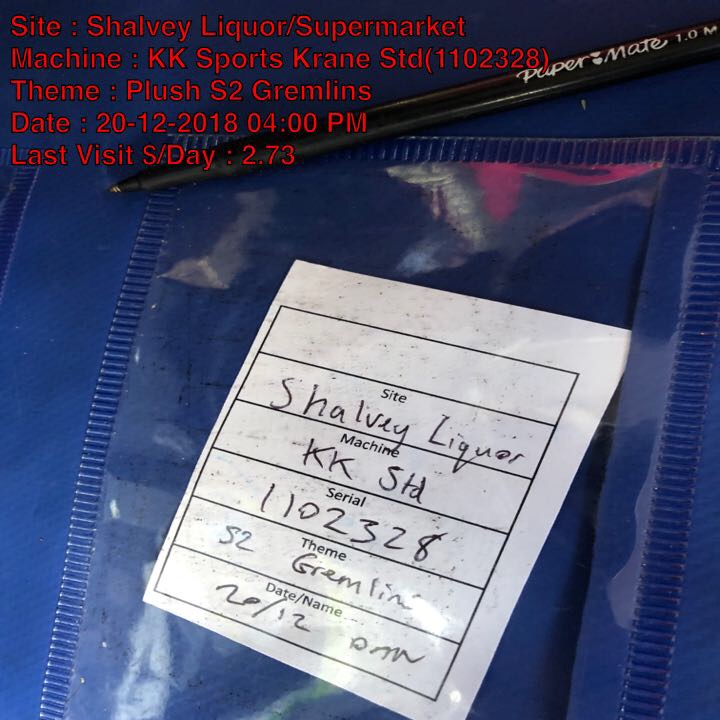 Site : Shalvey Liquor/Supermarket
Machine : KK Sports Krane Std(1102328)
Theme : Plush S2 Gremlins
Date : 20-12-2018 04:00 PM
Last Visit $/Day : 2.73
Paper Mate 1.0 M
Site
Shalvey Liquor
Machine
KK Std
Serial
1102328
Theme
S2 Gremlins
Date/Name
20/12